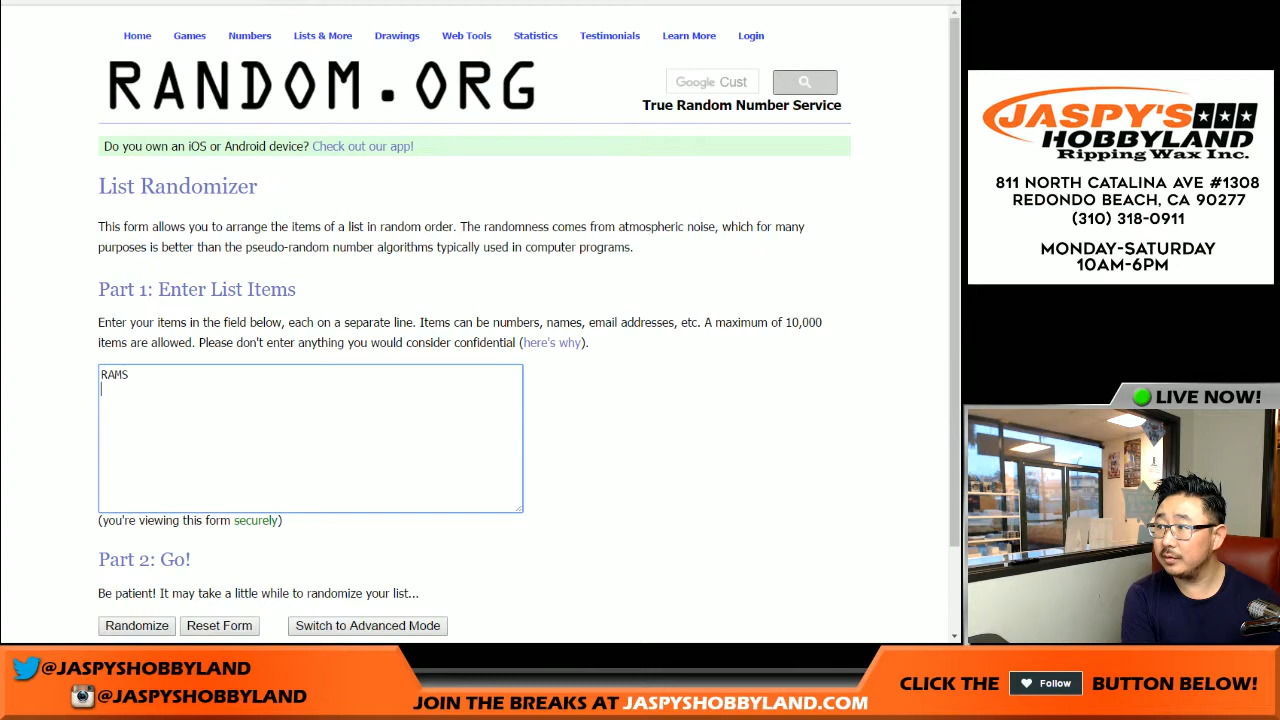 Home Games Numbers Lists & More Drawings Web Tools Statistics Testimonials Learn More Login
RANDOM.ORG
Google Cust
True Random Number Service
Do you own an iOS or Android device? Check out our app!
List Randomizer
This form allows you to arrange the items of a list in random order. The randomness comes from atmospheric noise, which for many
purposes is better than the pseudo-random number algorithms typically used in computer programs.
Part 1: Enter List Items
Enter your items in the field below, each on a separate line. Items can be numbers, names, email addresses, etc. A maximum of 10,000
items are allowed. Please don't enter anything you would consider confidential (here's why).
RAMS
(you're viewing this form securely)
Part 2: Go!
Be patient! It may take a little while to randomize your list...
Randomize Reset Form Switch to Advanced Mode
JASPY'S
HOBBYLAND
Ripping Wax Inc.
811 NORTH CATALINA AVE #1308
REDONDO BEACH, CA 90277
(310) 318-0911
MONDAY-SATURDAY
10AM-6PM
LIVE NOW!
@JASPYSHOBBYLAND
@JASPYSHOBBYLAND
JOIN THE BREAKS AT JASPYSHOBBYLAND.COM
CLICK THE Follow BUTTON BELOW!